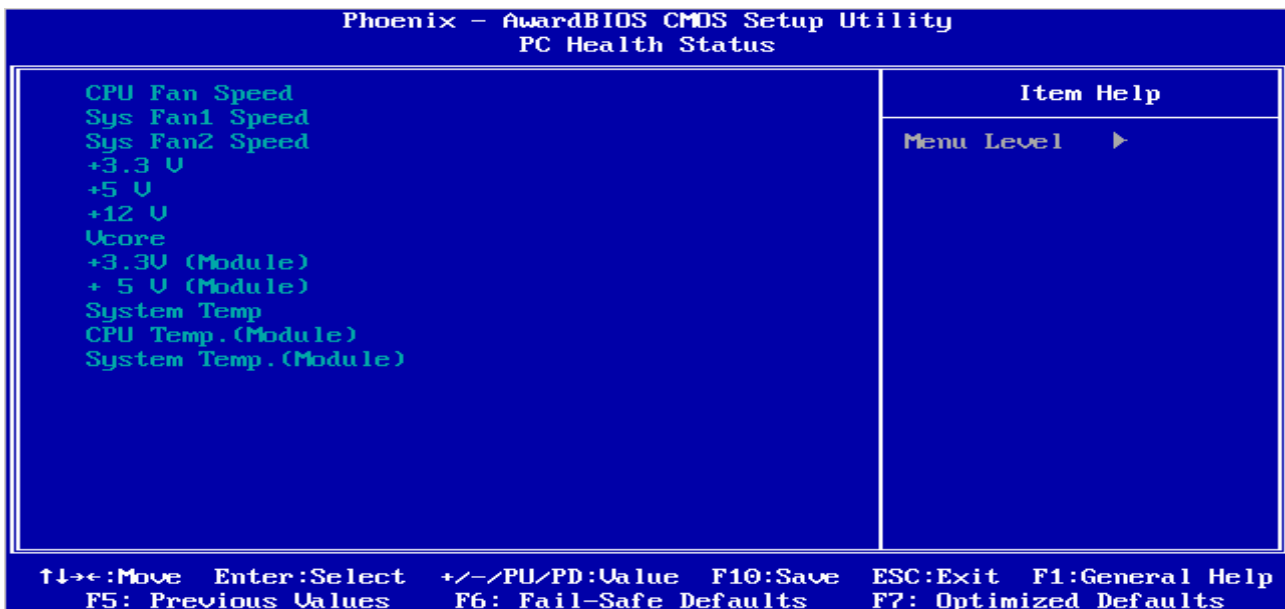 Phoenix - AwardBIOS CMOS Setup Utility
PC Health Status
CPU Fan Speed
Sys Fan1 Speed
Sys Fan2 Speed
+3.3 V
+5 V
+12 V
Vcore
+3.3V (Module)
+ 5 V (Module)
System Temp
CPU Temp.(Module)
System Temp.(Module)
Item Help
Menu Level ▶
↑↓→←:Move Enter:Select +/-/PU/PD:Value F10:Save ESC:Exit F1:General Help
F5: Previous Values F6: Fail-Safe Defaults F7: Optimized Defaults